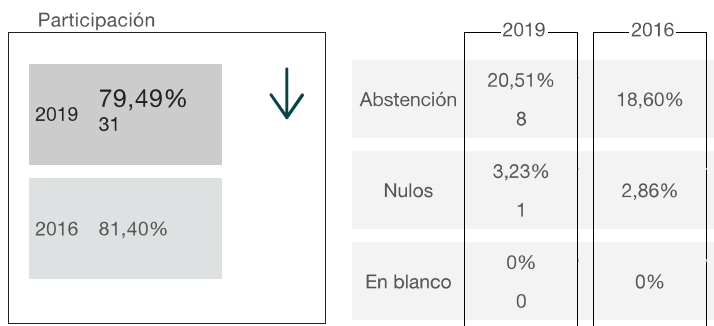 Participación
2019 79,49%
31
2016 81,40%
2019 2016
Abstención 20,51% 18,60%
8
Nulos 3,23% 2,86%
1
En blanco 0% 0%
0